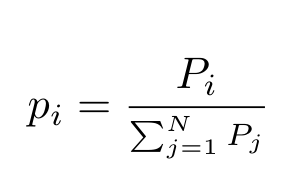 $p_i = \frac{P_i}{\sum_{j=1}^{N} P_j}$